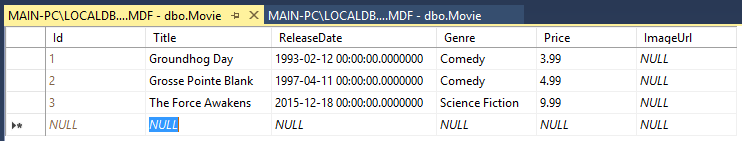 MAIN-PC\LOCALDB....MDF - dbo.Movie MAIN-PC\LOCALDB....MDF - dbo.Movie
Id Title ReleaseDate Genre Price ImageUrl
1 Groundhog Day 1993-02-12 00:00:00.0000000 Comedy 3.99 NULL
2 Grosse Pointe Blank 1997-04-11 00:00:00.0000000 Comedy 4.99 NULL
3 The Force Awakens 2015-12-18 00:00:00.0000000 Science Fiction 9.99 NULL
NULL NULL NULL NULL NULL NULL